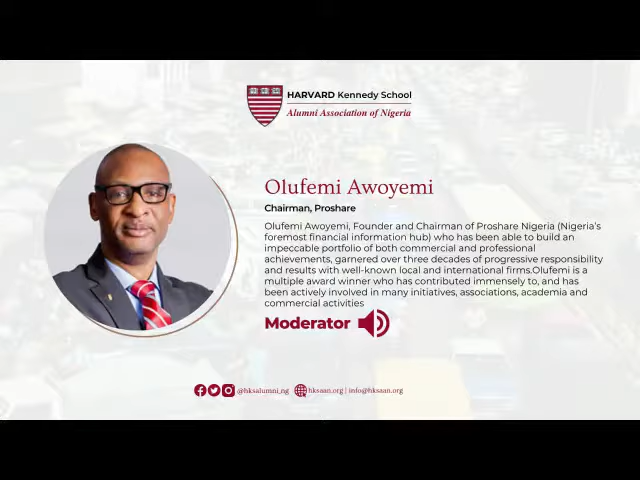 HARVARD Kennedy School
Alumni Association of Nigeria
Olufemi Awoyemi
Chairman, Proshare
Olufemi Awoyemi, Founder and Chairman of Proshare Nigeria (Nigeria's
foremost financial information hub) who has been able to build an
impeccable portfolio of both commercial and professional
achievements, garnered over three decades of progressive responsibility
and results with well-known local and international firms.Olufemi is a
multiple award winner who has contributed immensely to, and has
been actively involved in many initiatives, associations, academia and
commercial activities
Moderator
@hksalumni_ng hksaan.org | info@hksaan.org